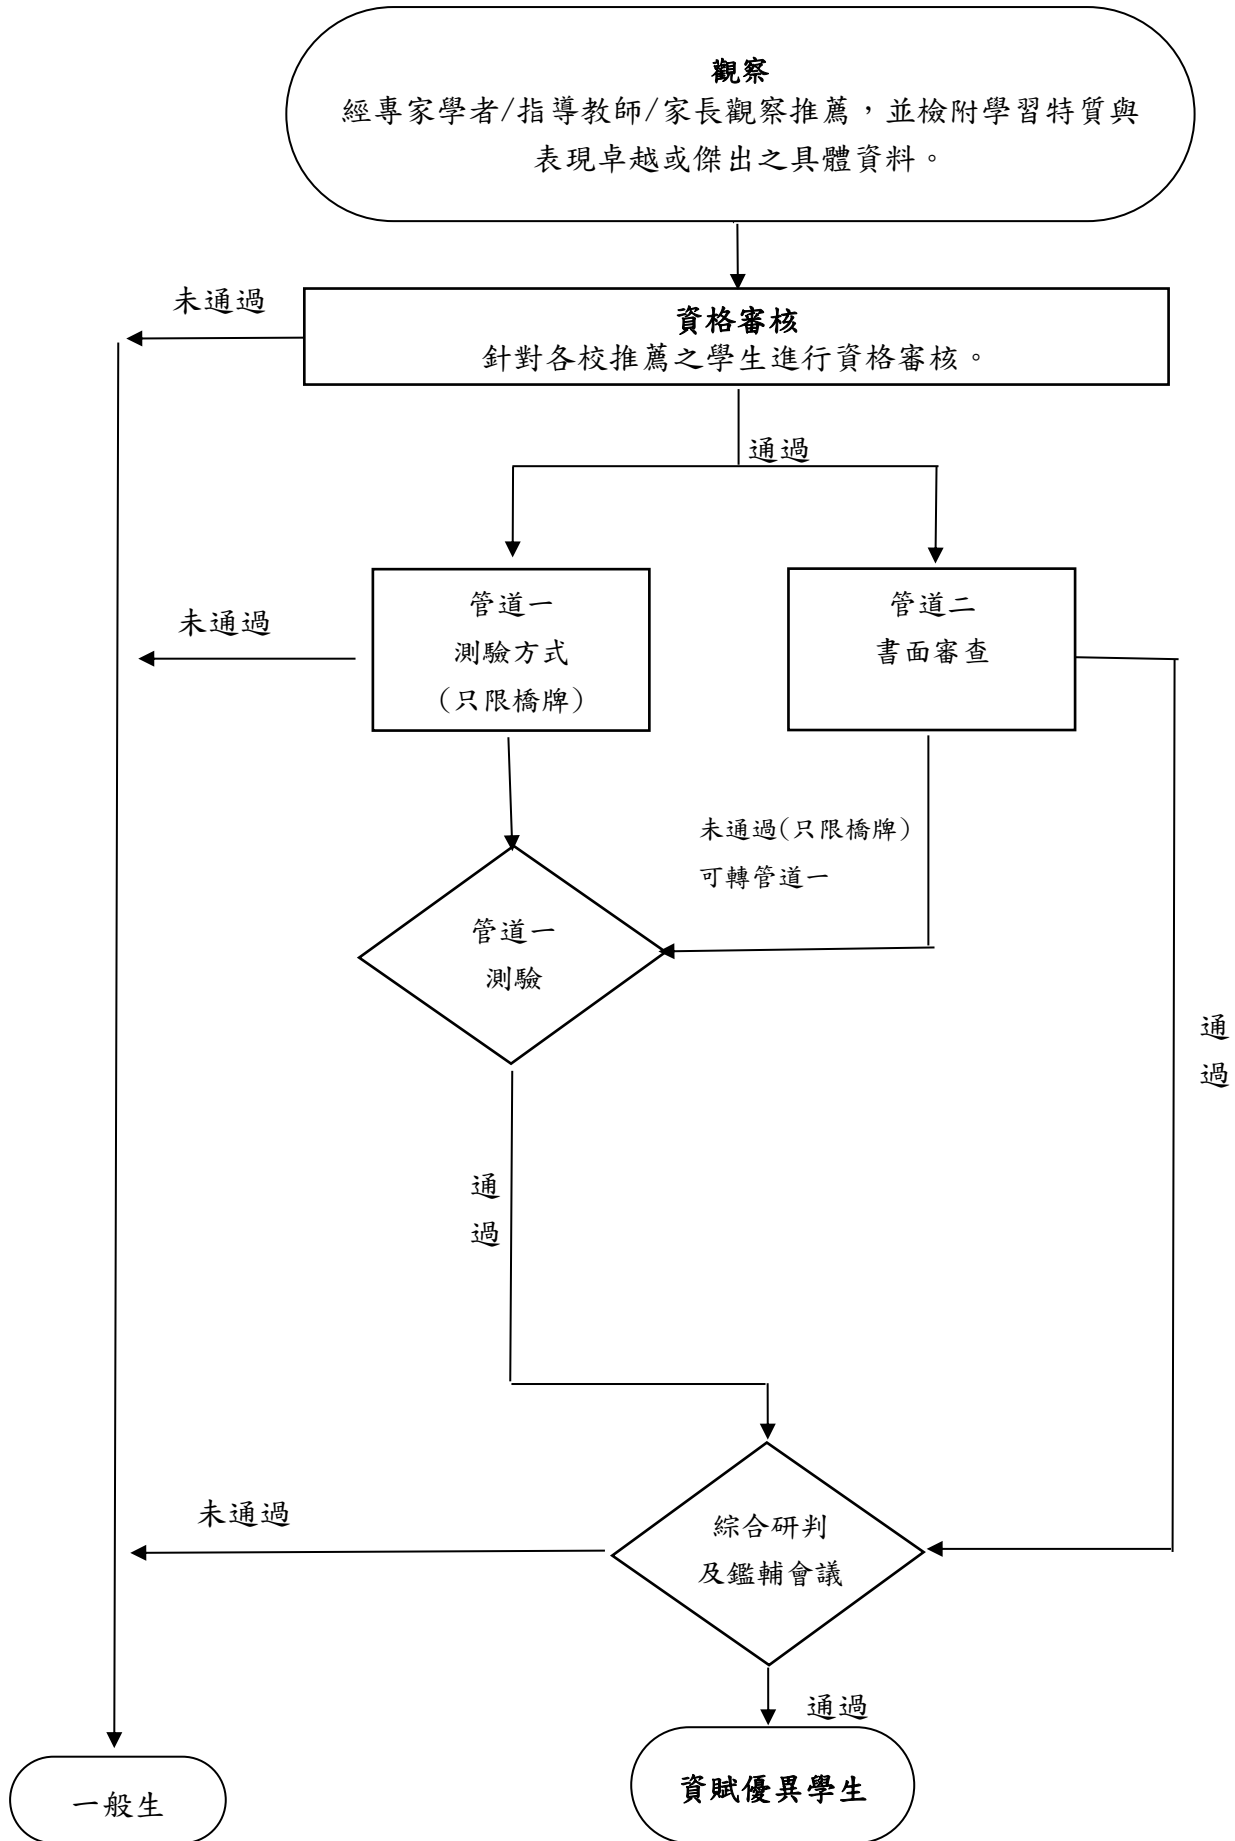 觀察
經專家學者/指導教師/家長觀察推薦，並檢附學習特質與
表現卓越或傑出之具體資料。
未通過
資格審核
針對各校推薦之學生進行資格審核。
通過
管道一
測驗方式
(只限橋牌)
未通過
管道二
書面審查
未通過(只限橋牌)
可轉管道一
管道一
測驗
通
過
通
過
未通過
綜合研判
及鑑輔會議
通過
一般生
資賦優異學生